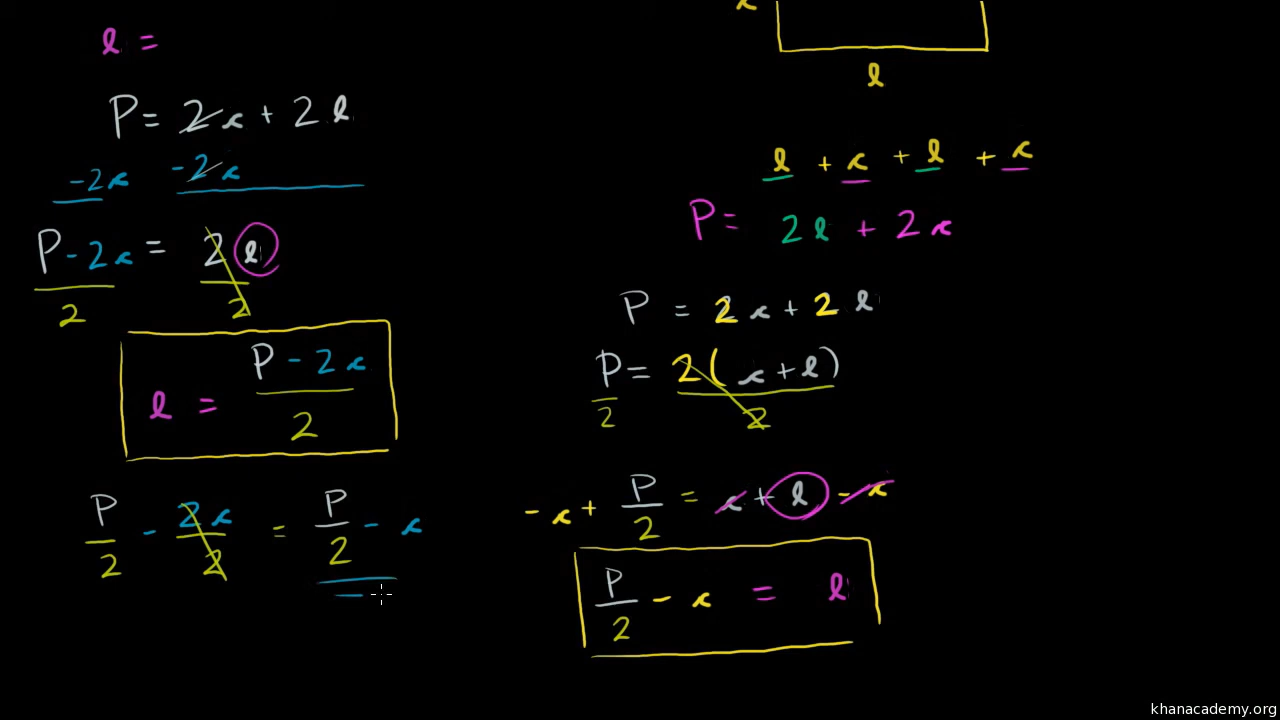 l =
P = 2x + 2l
-2x -2x
P - 2x = 2l
2 2
l = P - 2x
2
P/2 - 2x/2 = P/2 - x
x
l
l + x + l + x
P = 2l + 2x
P = 2x + 2l
P = 2(x + l)
2 2
-x + P/2 = x + l - x
P/2 - x = l
khanacademy.org